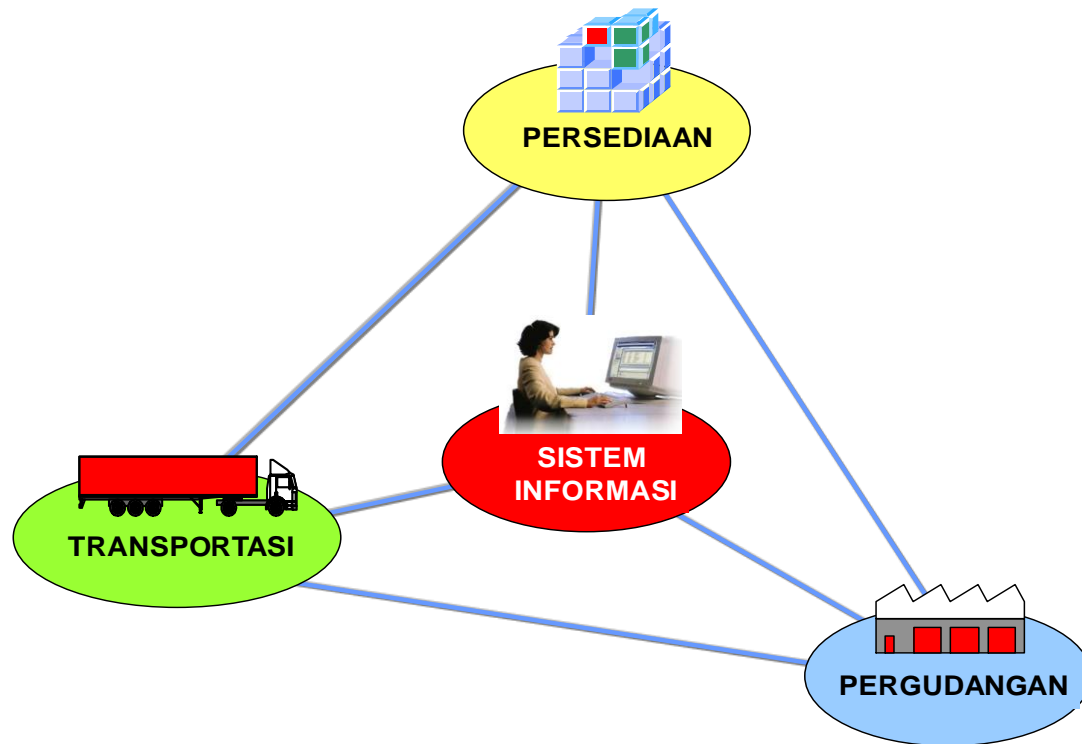 PERSEDIAAN
SISTEM
INFORMASI
TRANSPORTASI
PERGUDANGAN